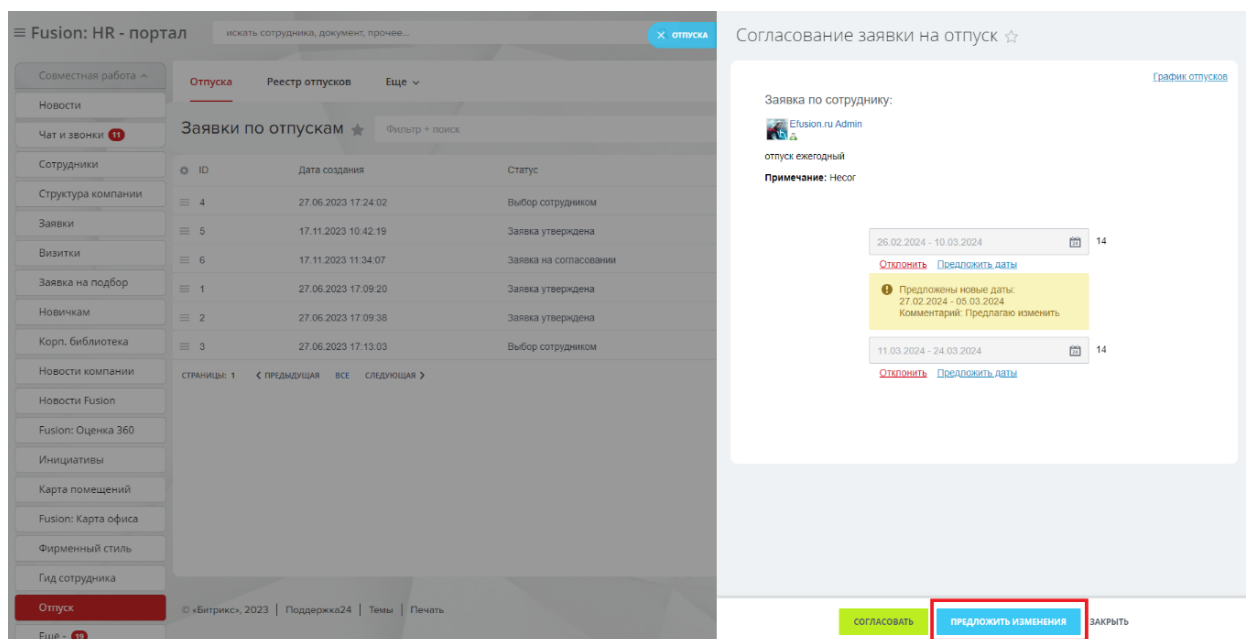 Fusion: HR - портал
искать сотрудника, документ, прочее...
ОТПУСКА
Совместная работа
Новости
Чат и звонки 11
Сотрудники
Структура компании
Заявки
Визитки
Заявка на подбор
Новичкам
Корп. библиотека
Новости компании
Новости Fusion
Fusion: Оценка 360
Инициативы
Карта помещений
Fusion: Карта офиса
Фирменный стиль
Гид сотрудника
Отпуск
Ещё - 19
Отпуска Реестр отпусков Еще
Заявки по отпускам Фильтр + поиск
ID Дата создания Статус
4 27.06.2023 17:24:02 Выбор сотрудником
5 17.11.2023 10:42:19 Заявка утверждена
6 17.11.2023 11:34:07 Заявка на согласовании
1 27.06.2023 17:09:20 Заявка утверждена
2 27.06.2023 17:09:38 Заявка утверждена
3 27.06.2023 17:13:03 Выбор сотрудником
СТРАНИЦЫ: 1 ПРЕДЫДУЩАЯ ВСЕ СЛЕДУЮЩАЯ
© «Битрикс», 2023 | Поддержка24 | Темы | Печать
Согласование заявки на отпуск
График отпусков
Заявка по сотруднику:
Efusion.ru Admin
отпуск ежегодный
Примечание: Несог
26.02.2024 - 10.03.2024 14
Отклонить Предложить даты
Предложены новые даты:
27.02.2024 - 05.03.2024
Комментарий: Предлагаю изменить
11.03.2024 - 24.03.2024 14
Отклонить Предложить даты
СОГЛАСОВАТЬ ПРЕДЛОЖИТЬ ИЗМЕНЕНИЯ ЗАКРЫТЬ